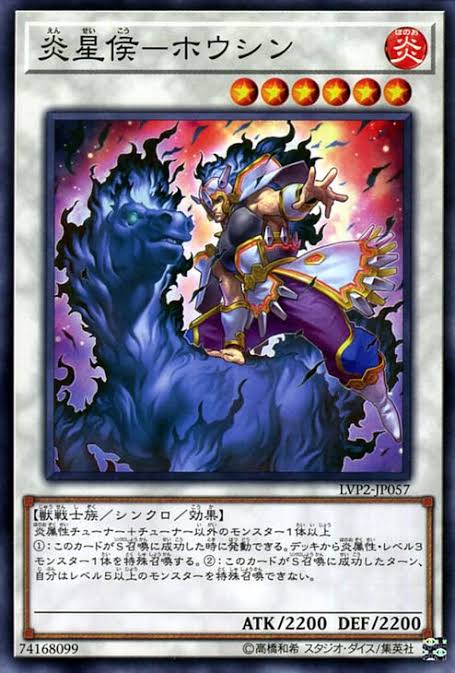 炎星侯－ホウシン
炎
LVP2-JP057
【獣戦士族／シンクロ／効果】
炎属性チューナー＋チューナー以外のモンスター１体以上
①：このカードがＳ召喚に成功した時に発動できる。デッキから炎属性・レベル３
モンスター１体を特殊召喚する。②：このカードがＳ召喚に成功したターン、
自分はレベル５以上のモンスターを特殊召喚できない。
ATK/2200 DEF/2200
74168099
©高橋和希 スタジオ・ダイス/集英社